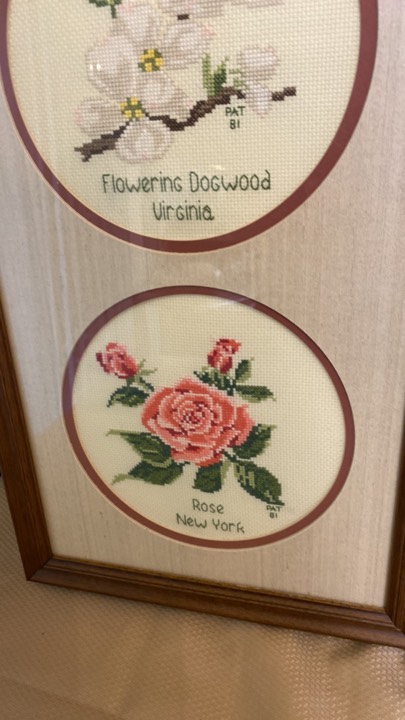 PAT
81
Flowering Dogwood
Virginia
Rose
New York
PAT
81